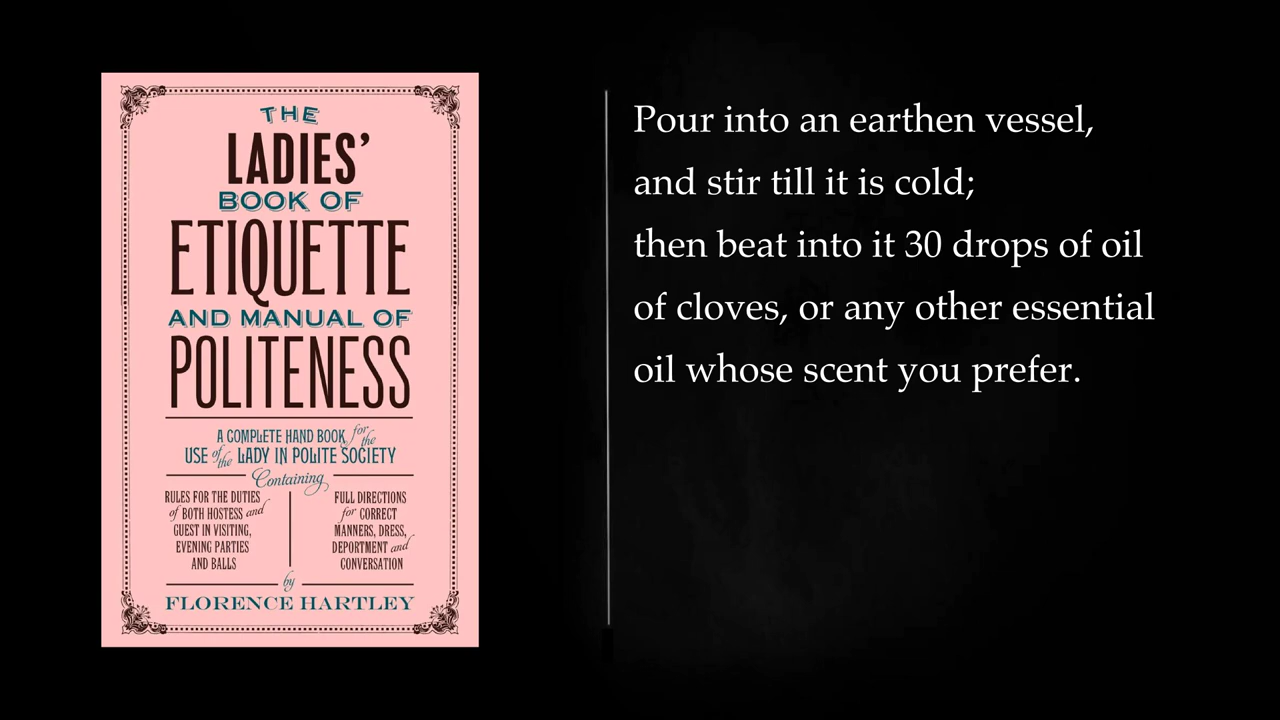 THE
LADIES'
BOOK OF
ETIQUETTE
AND MANUAL OF
POLITENESS
A COMPLETE HAND BOOK for the
USE of the LADY IN POLITE SOCIETY
Containing
RULES FOR THE DUTIES
of BOTH HOSTESS and
GUEST IN VISITING,
EVENING PARTIES
AND BALLS
FULL DIRECTIONS
for CORRECT
MANNERS, DRESS,
DEPORTMENT and
CONVERSATION
by
FLORENCE HARTLEY
Pour into an earthen vessel,
and stir till it is cold;
then beat into it 30 drops of oil
of cloves, or any other essential
oil whose scent you prefer.